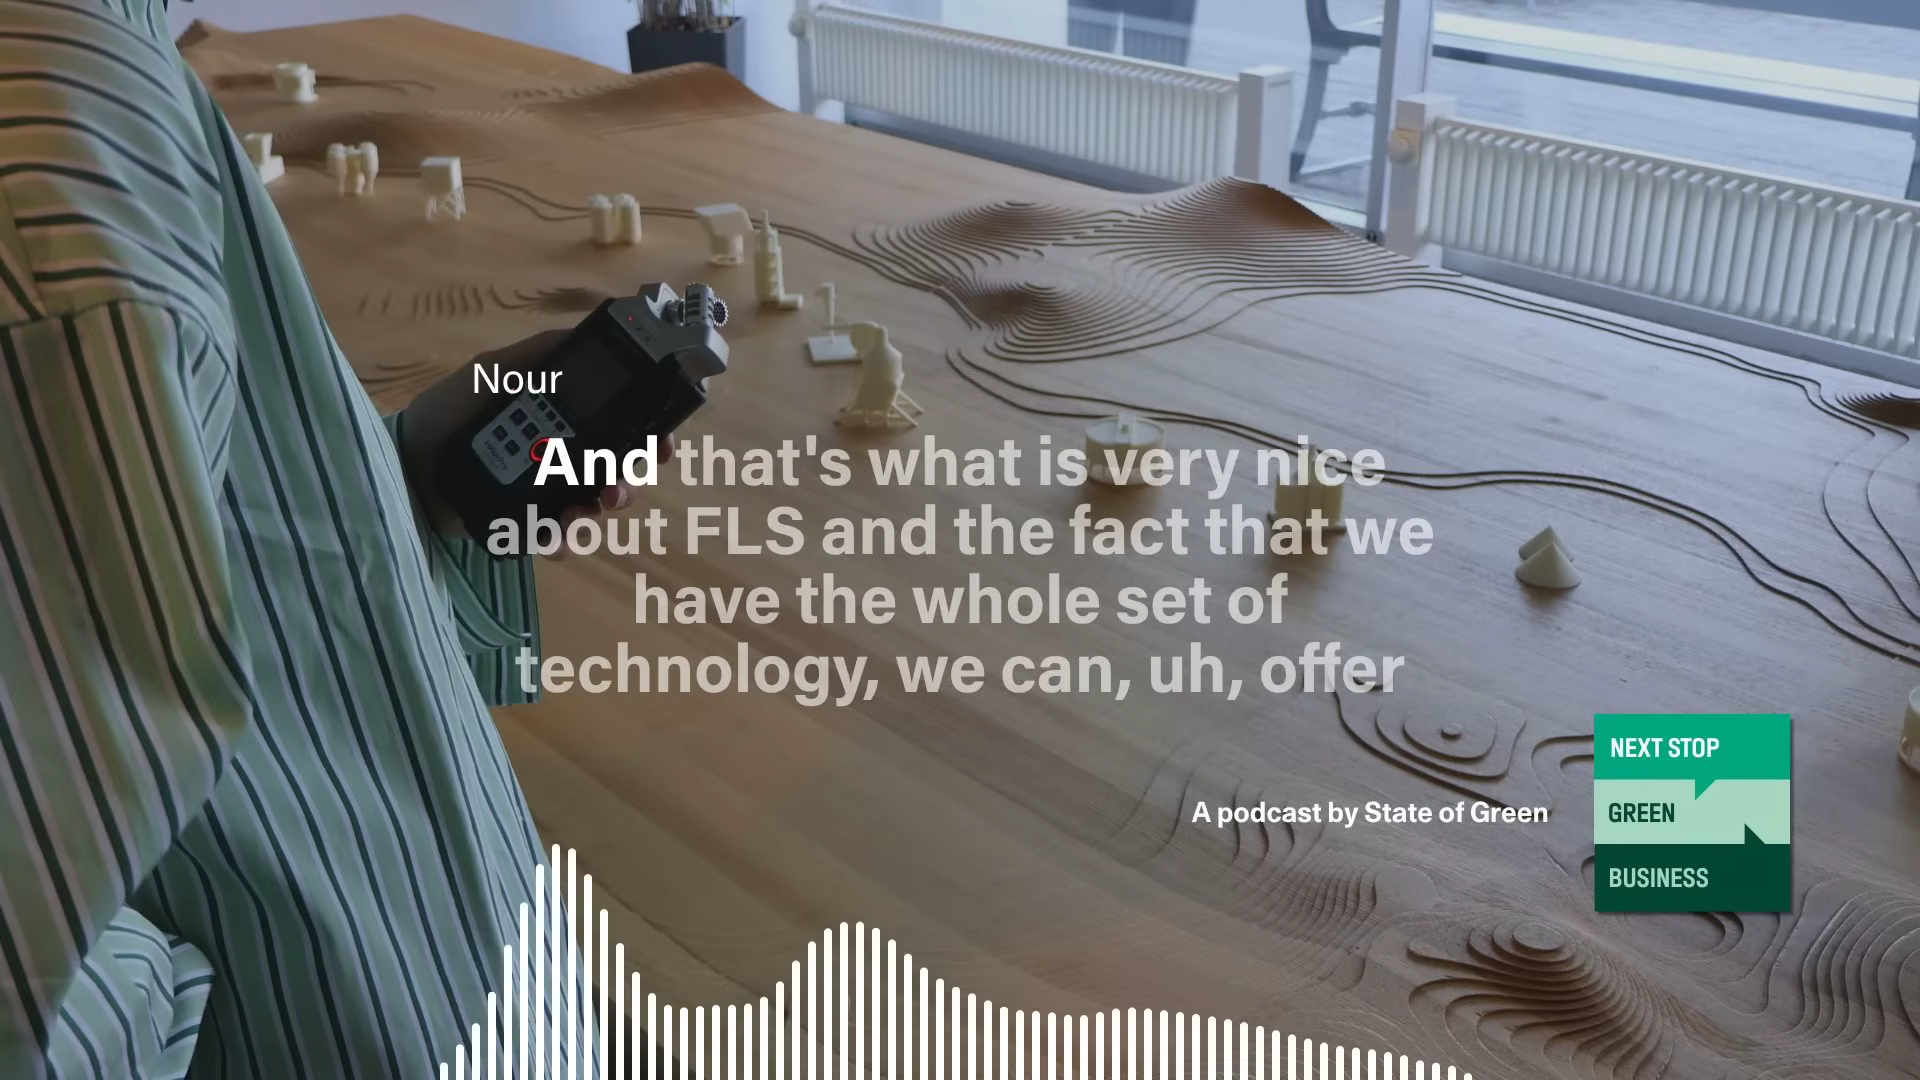 Nour
And that's what is very nice
about FLS and the fact that we
have the whole set of
technology, we can, uh, offer
A podcast by State of Green
NEXT STOP
GREEN
BUSINESS